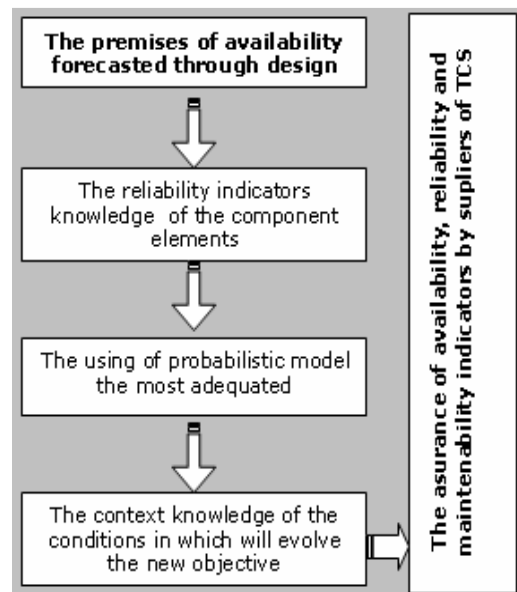 The premises of availability
forecasted through design
The reliability indicators
knowledge of the component
elements
The using of probabilistic model
the most adequated
The context knowledge of the
conditions in which will evolve
the new objective
The asurance of availability, reliability and
maintenability indicators by supliers of TCS